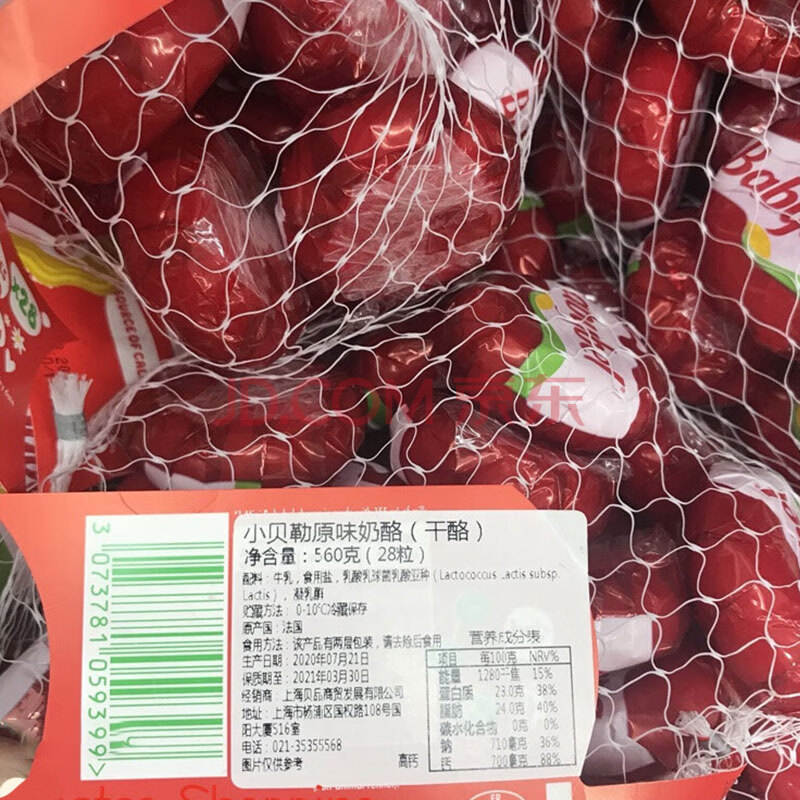 Baby
x28
SOURCE OF CAL
JD.COM 京东
3 073781 059399 >
小贝勒原味奶酪（干酪）
净含量：560克（28粒）
配料：牛乳，食用盐，乳酸乳球菌乳酸亚种（Lactococcus Lactis subsp.
Lactis），凝乳酶
贮藏方法：0-10℃冷藏保存
原产国：法国
食用方法：该产品有两层包装，请去除后食用
生产日期：2020年07月21日
保质期至：2021年03月30日
经销商：上海贝品商贸发展有限公司
地址：上海市杨浦区国权路108号国
阳大厦516室
电话：021-35355568
图片仅供参考
高钙
营养成分表
项目 每100克 NRV%
能量 1280千焦 15%
蛋白质 23.0克 38%
脂肪 24.0克 40%
碳水化合物 0克 0%
钠 710毫克 36%
钙 700毫克 88%